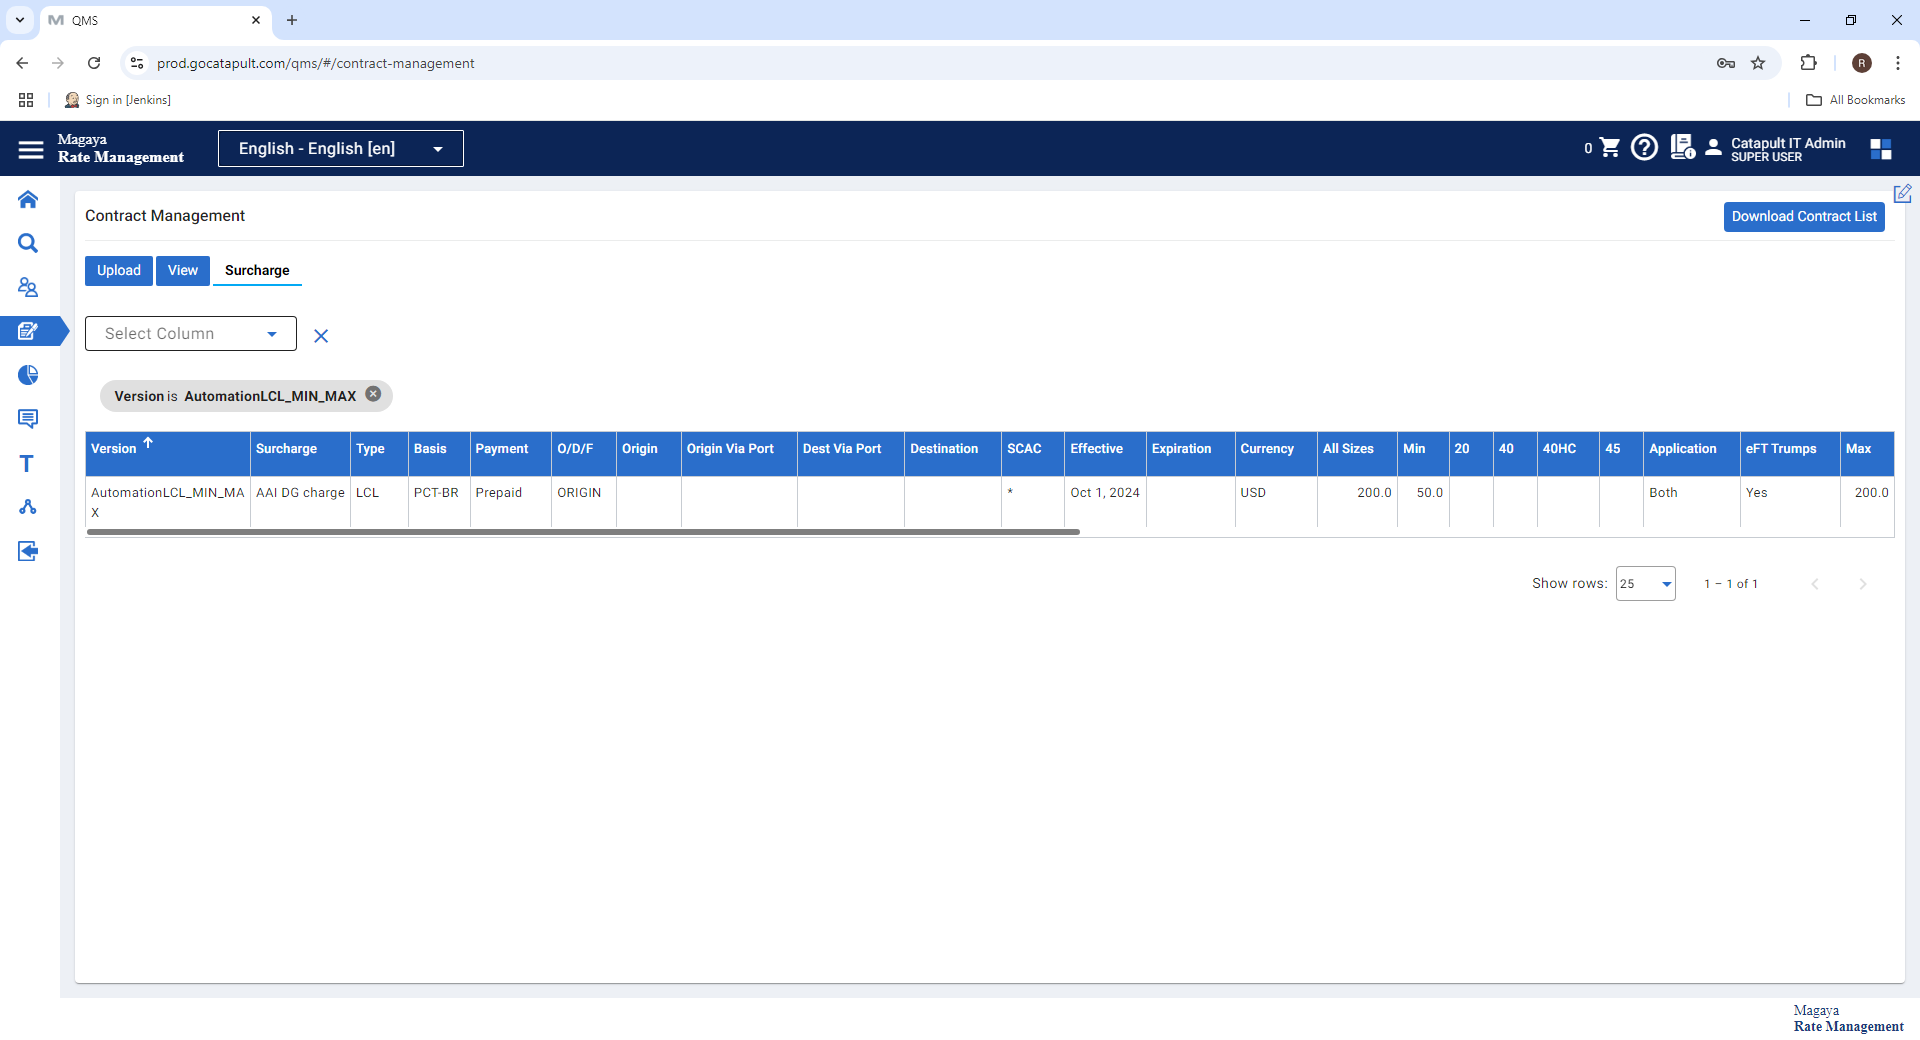 QMS
prod.gocatapult.com/qms/#/contract-management
R
Sign in [Jenkins]
All Bookmarks
Magaya
Rate Management
English - English [en]
0
Catapult IT Admin
SUPER USER
Contract Management
Download Contract List
Upload View Surcharge
Select Column
Version is AutomationLCL_MIN_MAX
Version Surcharge Type Basis Payment O/D/F Origin Origin Via Port Dest Via Port Destination SCAC Effective Expiration Currency All Sizes Min 20 40 40HC 45 Application eFT Trumps Max
AutomationLCL_MIN_MA AAI DG charge LCL PCT-BR Prepaid ORIGIN * Oct 1, 2024 USD 200.0 50.0 Both Yes 200.0
X
Show rows: 25 1 – 1 of 1
T
Magaya
Rate Management